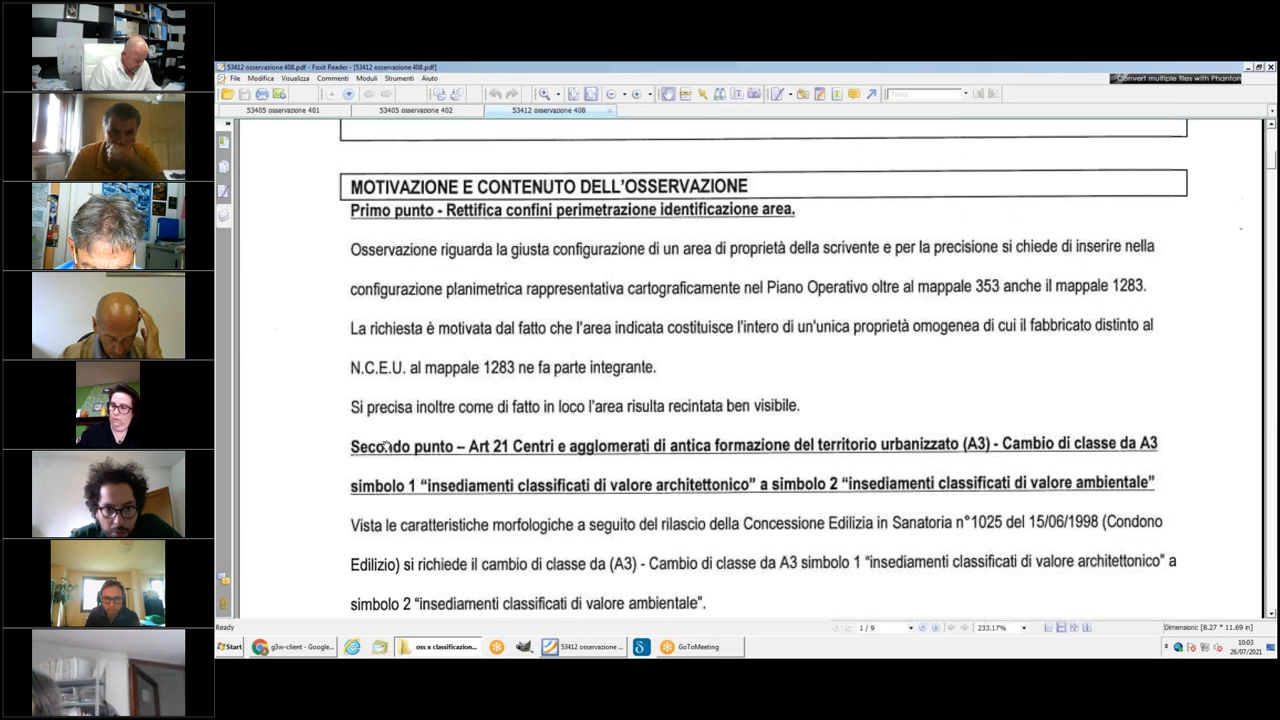 53412 osservazione 408.pdf - Foxit Reader - [53412 osservazione 408.pdf]
File Modifica Visualizza Commenti Moduli Strumenti Aiuto
Convert multiple files with Phantom
Trova
53405 osservazione 401 53405 osservazione 402 53412 osservazione 408
MOTIVAZIONE E CONTENUTO DELL'OSSERVAZIONE
Primo punto - Rettifica confini perimetrazione identificazione area.
Osservazione riguarda la giusta configurazione di un area di proprietà della scrivente e per la precisione si chiede di inserire nella
configurazione planimetrica rappresentativa cartograficamente nel Piano Operativo oltre al mappale 353 anche il mappale 1283.
La richiesta è motivata dal fatto che l'area indicata costituisce l'intero di un'unica proprietà omogenea di cui il fabbricato distinto al
N.C.E.U. al mappale 1283 ne fa parte integrante.
Si precisa inoltre come di fatto in loco l'area risulta recintata ben visibile.
Secondo punto – Art 21 Centri e agglomerati di antica formazione del territorio urbanizzato (A3) - Cambio di classe da A3
simbolo 1 "insediamenti classificati di valore architettonico" a simbolo 2 "insediamenti classificati di valore ambientale"
Vista le caratteristiche morfologiche a seguito del rilascio della Concessione Edilizia in Sanatoria n°1025 del 15/06/1998 (Condono
Edilizio) si richiede il cambio di classe da (A3) - Cambio di classe da A3 simbolo 1 "insediamenti classificati di valore architettonico" a
simbolo 2 "insediamenti classificati di valore ambientale".
Ready 1 / 9 233.17% Dimensioni: [8.27 * 11.69 in]
Start g3w-client - Google... oss x classificazion... 53412 osservazione ... GoToMeeting
10:03
26/07/2021